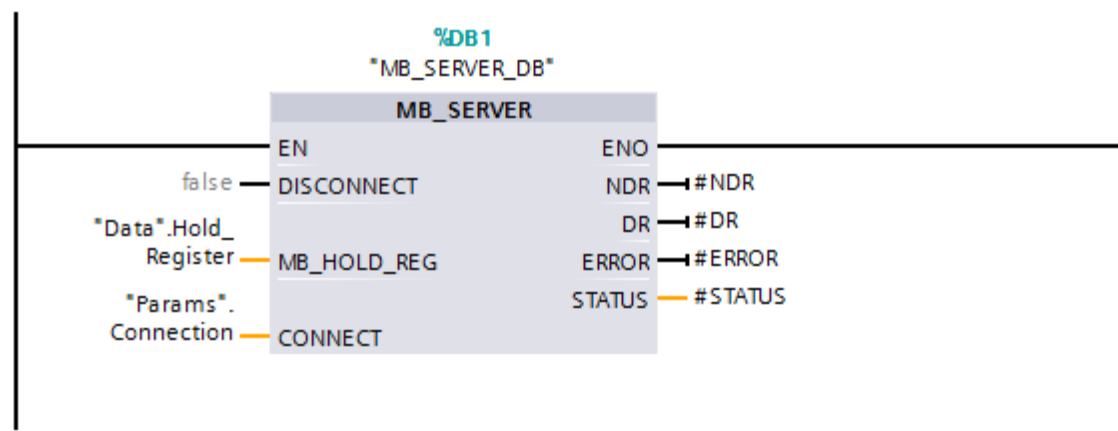 %DB1
"MB_SERVER_DB"
MB_SERVER
EN ENO
false DISCONNECT NDR #NDR
DR #DR
"Data".Hold_
Register MB_HOLD_REG ERROR #ERROR
STATUS #STATUS
"Params".
Connection CONNECT